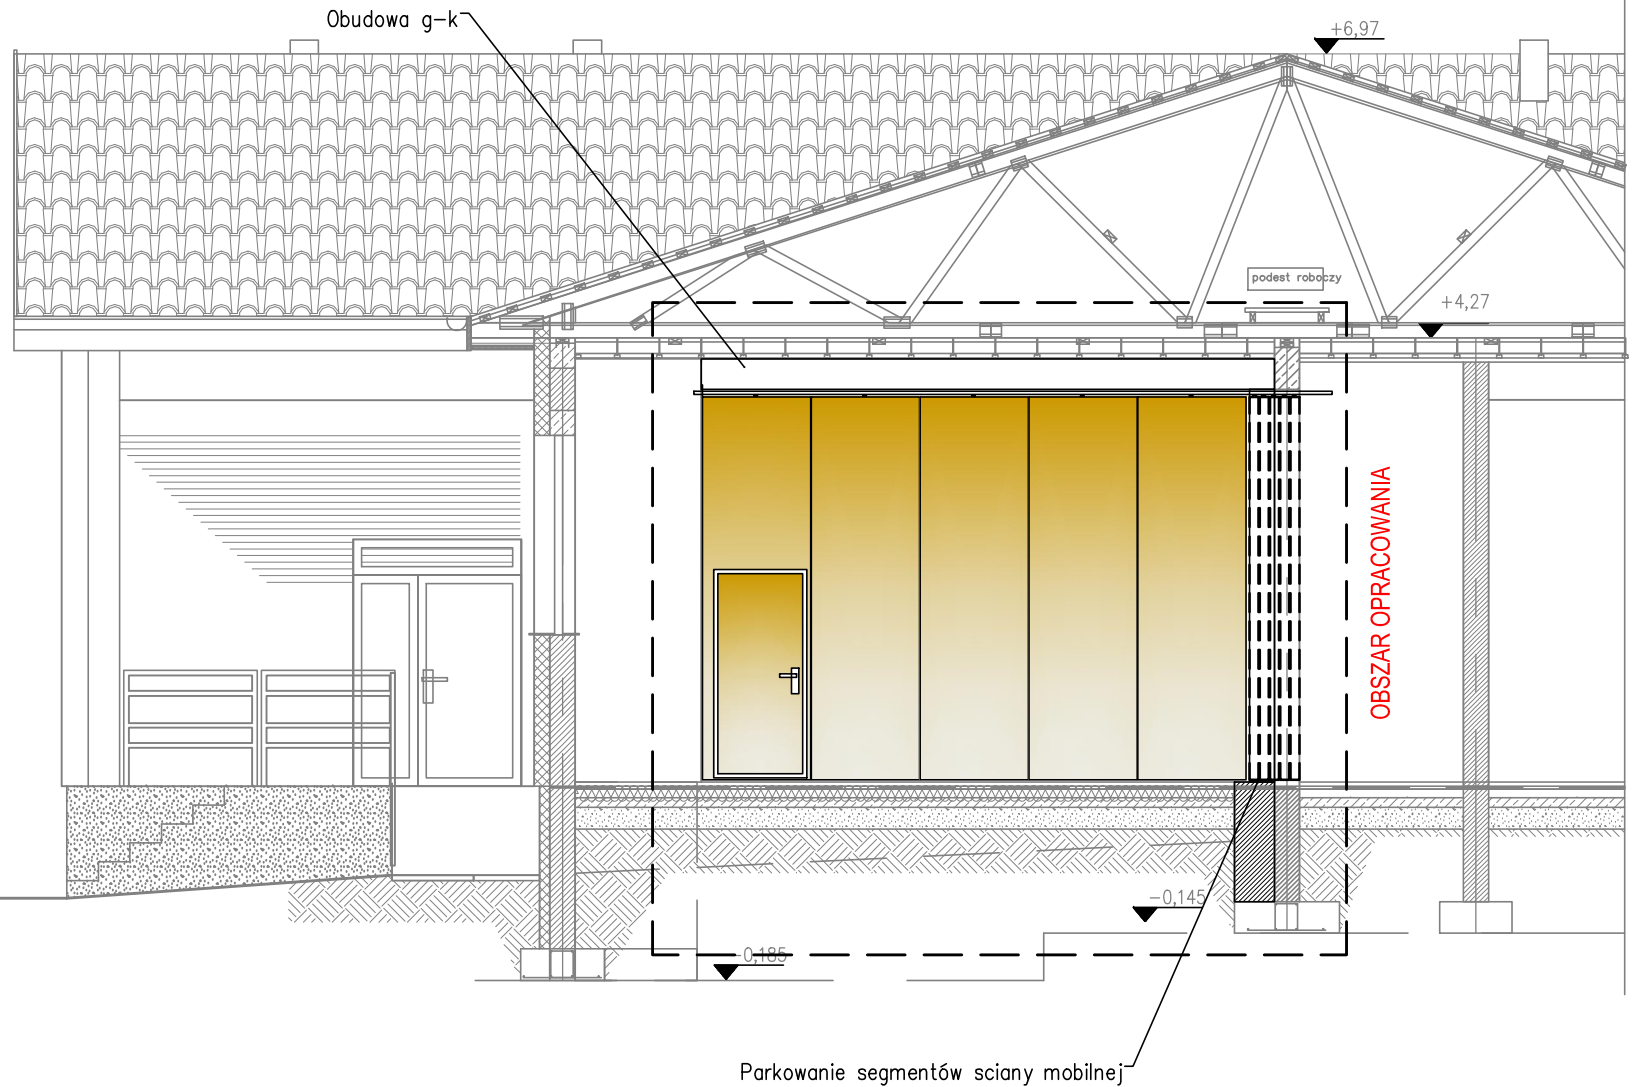 Obudowa g-k
+6,97
podest roboczy
+4,27
OBSZAR OPRACOWANIA
-0,145
-0,185
Parkowanie segmentów sciany mobilnej